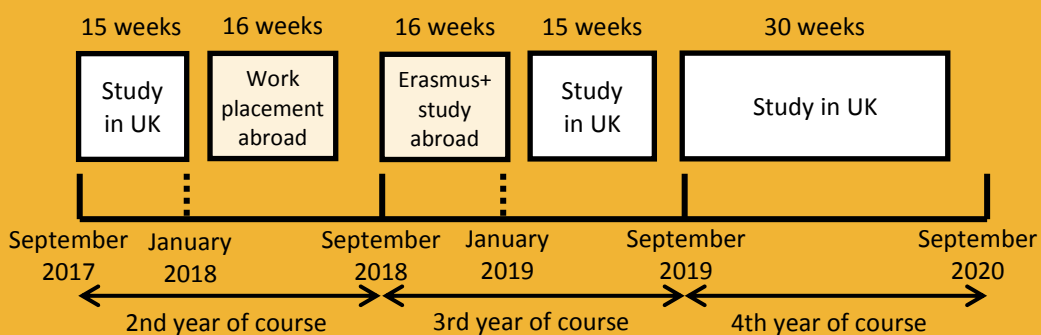 15 weeks
16 weeks
16 weeks
15 weeks
30 weeks
Study
in UK
Work
placement
abroad
Erasmus+
study
abroad
Study
in UK
Study in UK
September
2017
January
2018
September
2018
January
2019
September
2019
September
2020
2nd year of course
3rd year of course
4th year of course